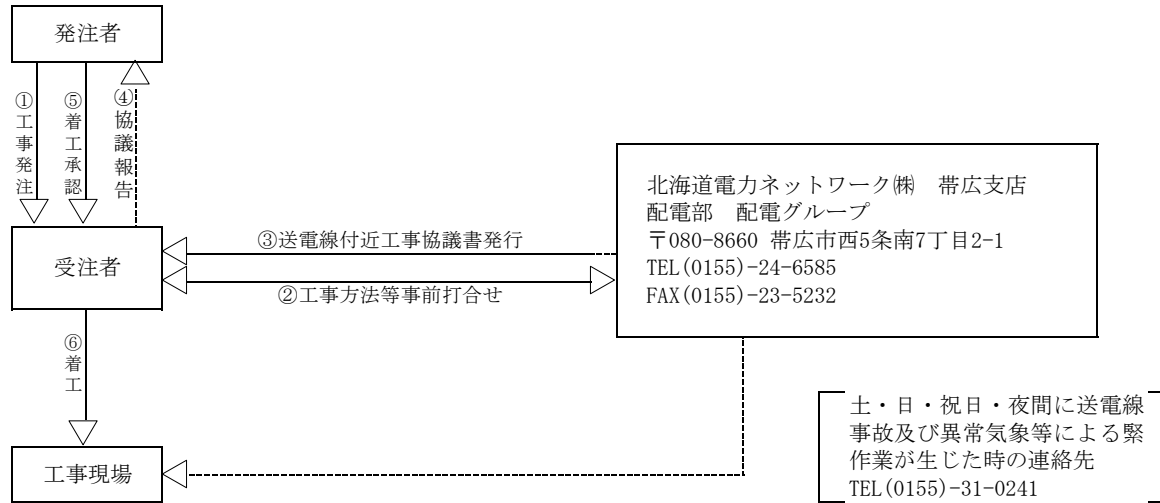 発注者
①工事発注
⑤着工承認
④協議報告
北海道電力ネットワーク㈱ 帯広支店
配電部 配電グループ
〒080-8660 帯広市西5条南7丁目2-1
TEL(0155)-24-6585
FAX(0155)-23-5232
③送電線付近工事協議書発行
受注者
②工事方法等事前打合せ
⑥着工
土・日・祝日・夜間に送電線
事故及び異常気象等による緊
作業が生じた時の連絡先
TEL(0155)-31-0241
工事現場